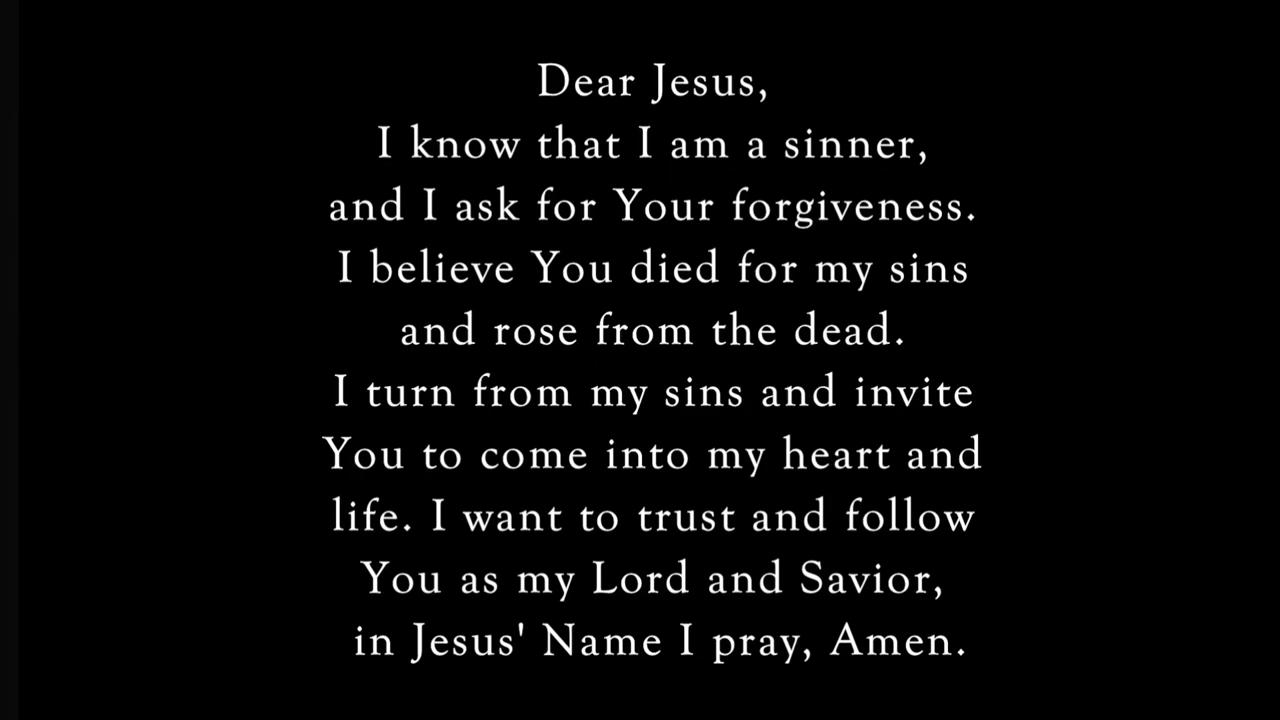 Dear Jesus,
I know that I am a sinner,
and I ask for Your forgiveness.
I believe You died for my sins
and rose from the dead.
I turn from my sins and invite
You to come into my heart and
life. I want to trust and follow
You as my Lord and Savior,
in Jesus' Name I pray, Amen.